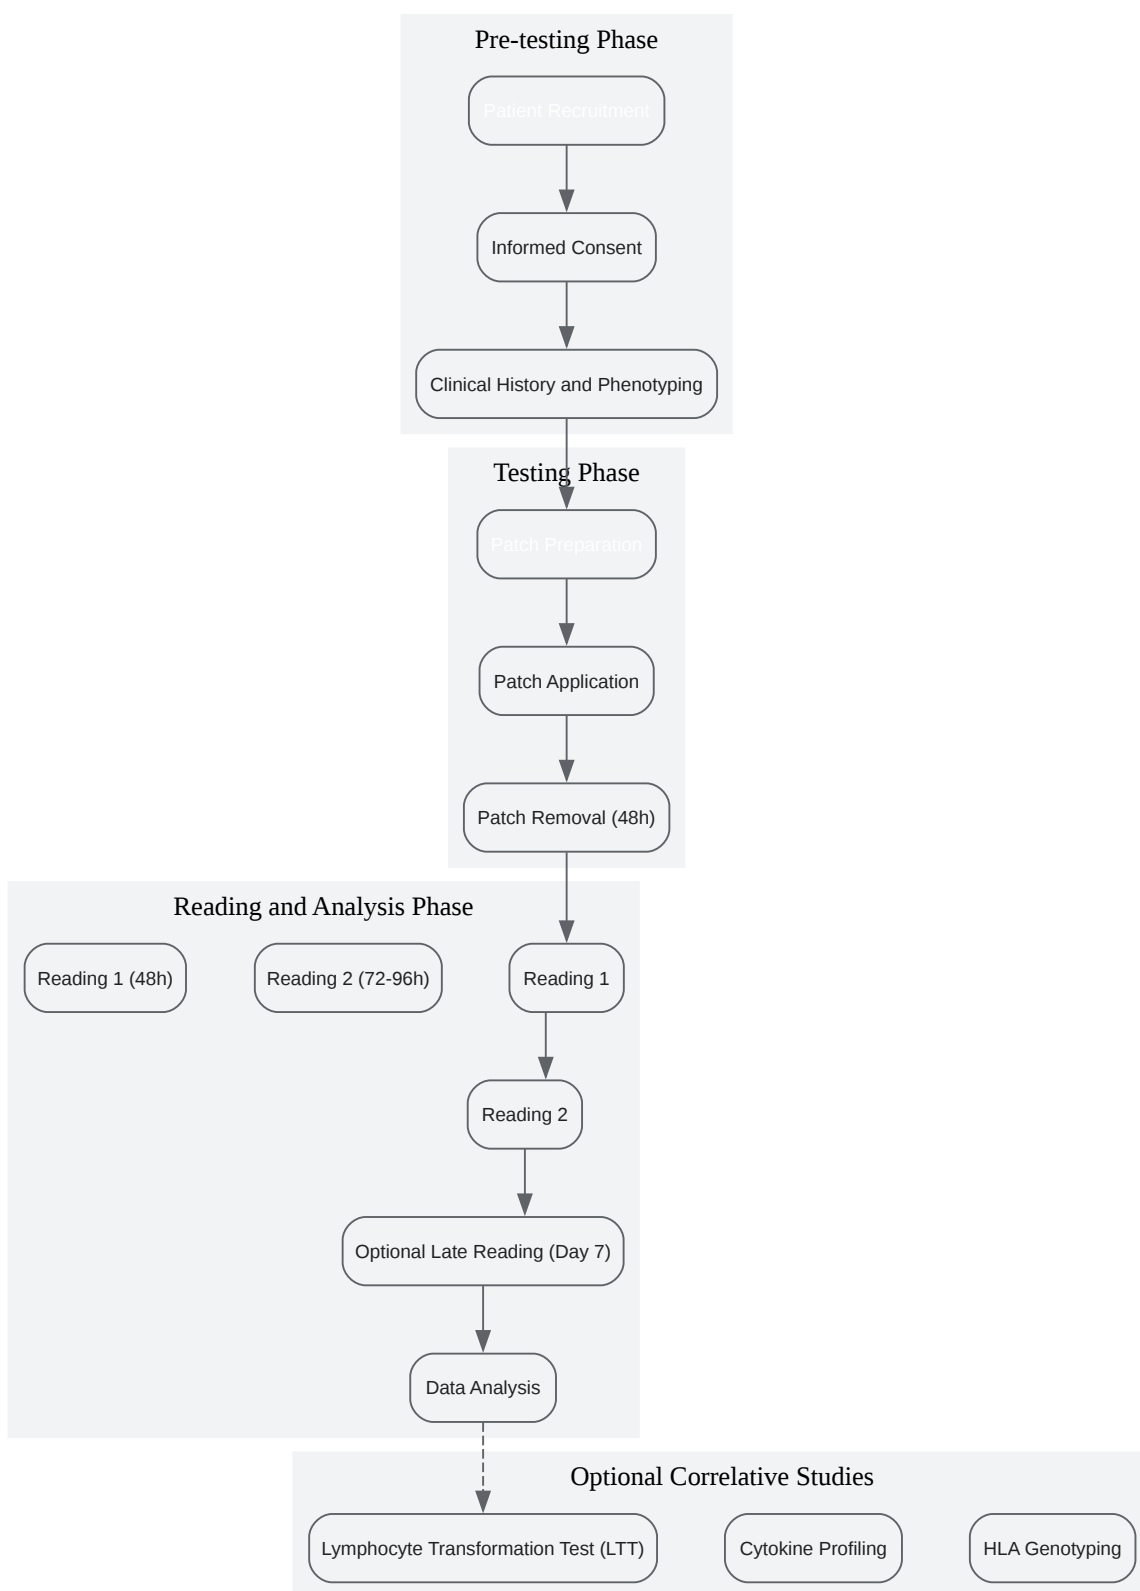 Pre-testing Phase
Patient Recruitment
Informed Consent
Clinical History and Phenotyping
Testing Phase
Patch Preparation
Patch Application
Patch Removal (48h)
Reading and Analysis Phase
Reading 1 (48h)
Reading 2 (72-96h)
Reading 1
Reading 2
Optional Late Reading (Day 7)
Data Analysis
Optional Correlative Studies
Lymphocyte Transformation Test (LTT)
Cytokine Profiling
HLA Genotyping